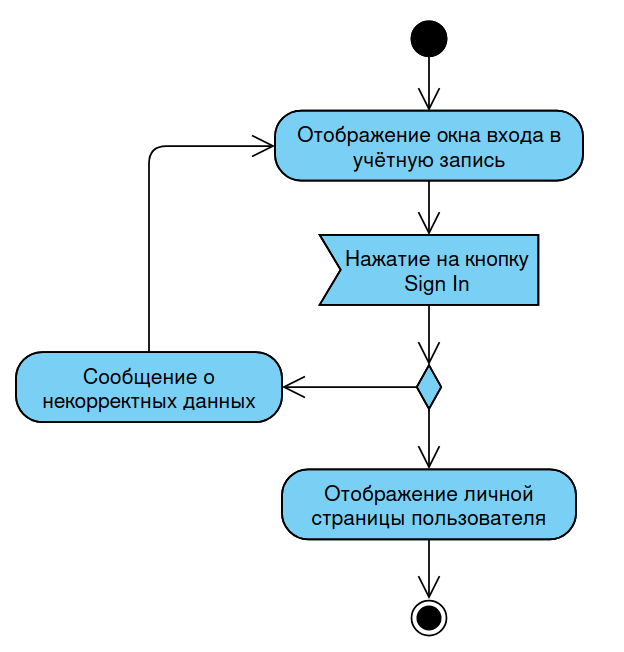 Отображение окна входа в
учётную запись
Нажатие на кнопку
Sign In
Сообщение о
некорректных данных
Отображение личной
страницы пользователя